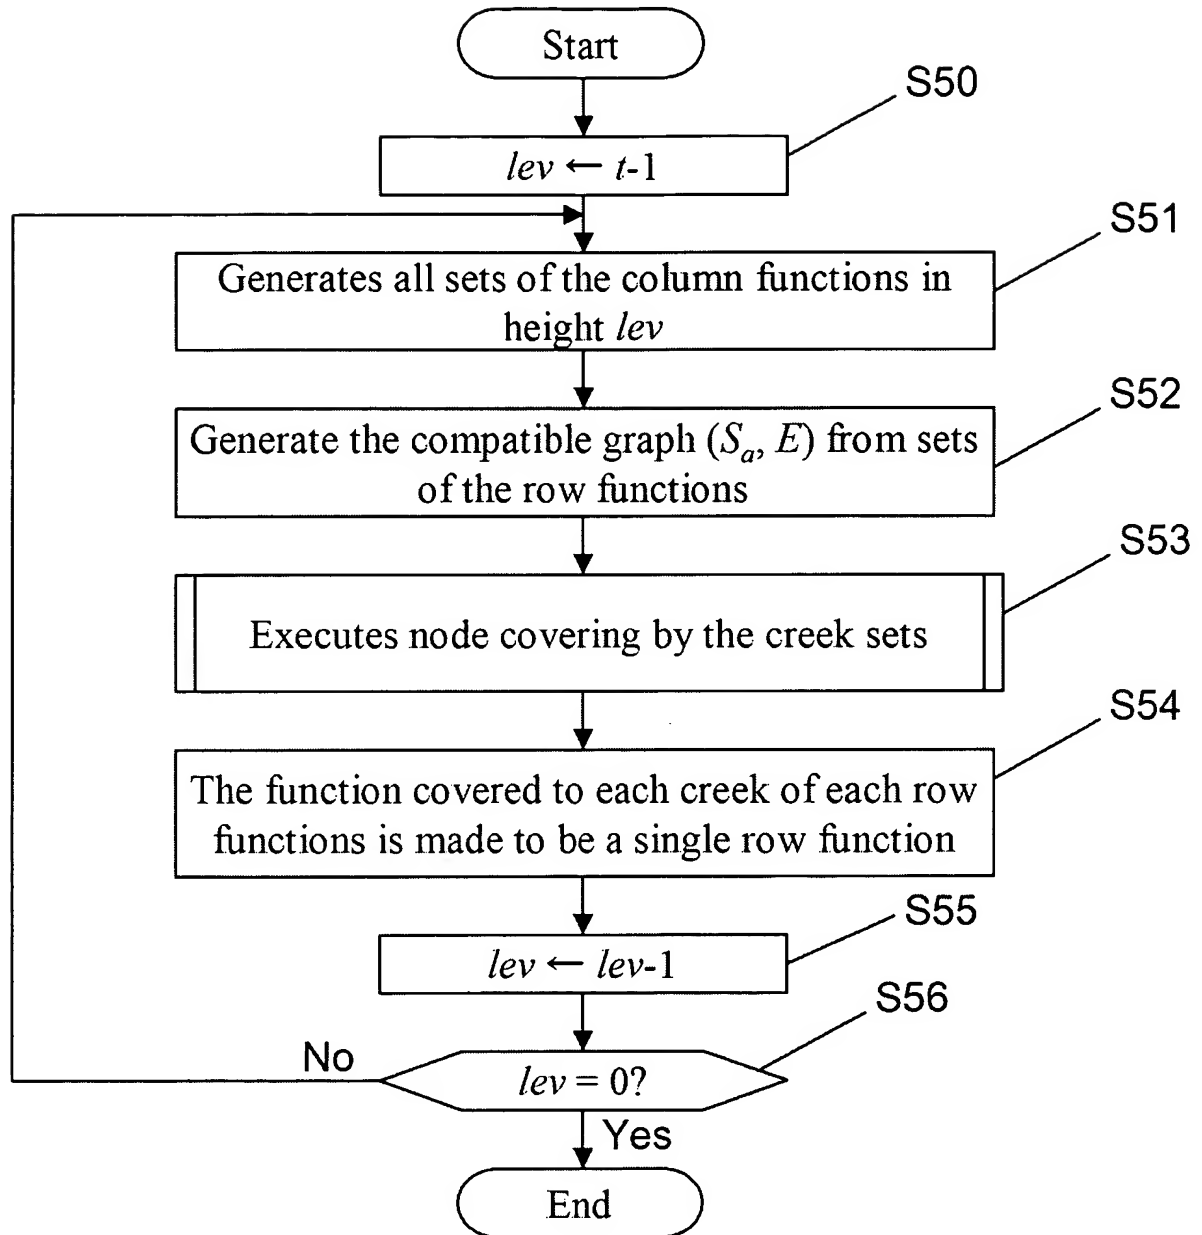 Start
S50
lev ← t-1
S51
Generates all sets of the column functions in
height lev
S52
Generate the compatible graph (Sa, E) from sets
of the row functions
S53
Executes node covering by the creek sets
S54
The function covered to each creek of each row
functions is made to be a single row function
S55
lev ← lev-1
S56
No
lev = 0?
Yes
End